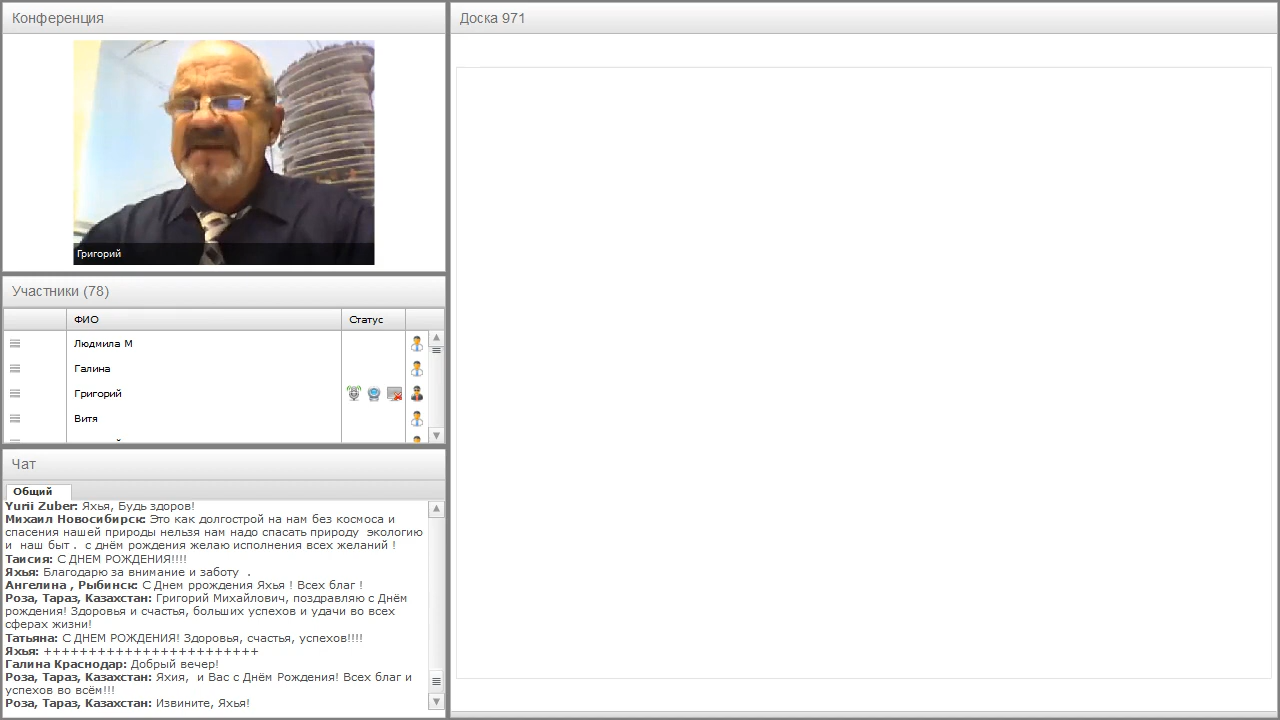 Конференция
Григорий
Участники (78)
ФИО
Статус
Людмила М
Галина
Григорий
Витя
Чат
Общий
Yurii Zuber: Яхья, Будь здоров!
Михаил Новосибирск: Это как долгострой на нам без космоса и
спасения нашей природы нельзя нам надо спасать природу  экологию
и  наш быт .  с днём рождения желаю исполнения всех желаний !
Таисия: С ДНЕМ РОЖДЕНИЯ!!!!
Яхья: Благодарю за внимание и заботу  .
Ангелина , Рыбинск: С Днем ррождения Яхья ! Всех благ !
Роза, Тараз, Казахстан: Григорий Михайлович, поздравляю с Днём
рождения! Здоровья и счастья, больших успехов и удачи во всех
сферах жизни!
Татьяна: С ДНЕМ РОЖДЕНИЯ! Здоровья, счастья, успехов!!!!
Яхья: ++++++++++++++++++++++++
Галина Краснодар: Добрый вечер!
Роза, Тараз, Казахстан: Яхия,  и Вас с Днём Рождения! Всех благ и
успехов во всём!!!
Роза, Тараз, Казахстан: Извините, Яхья!
Доска 971